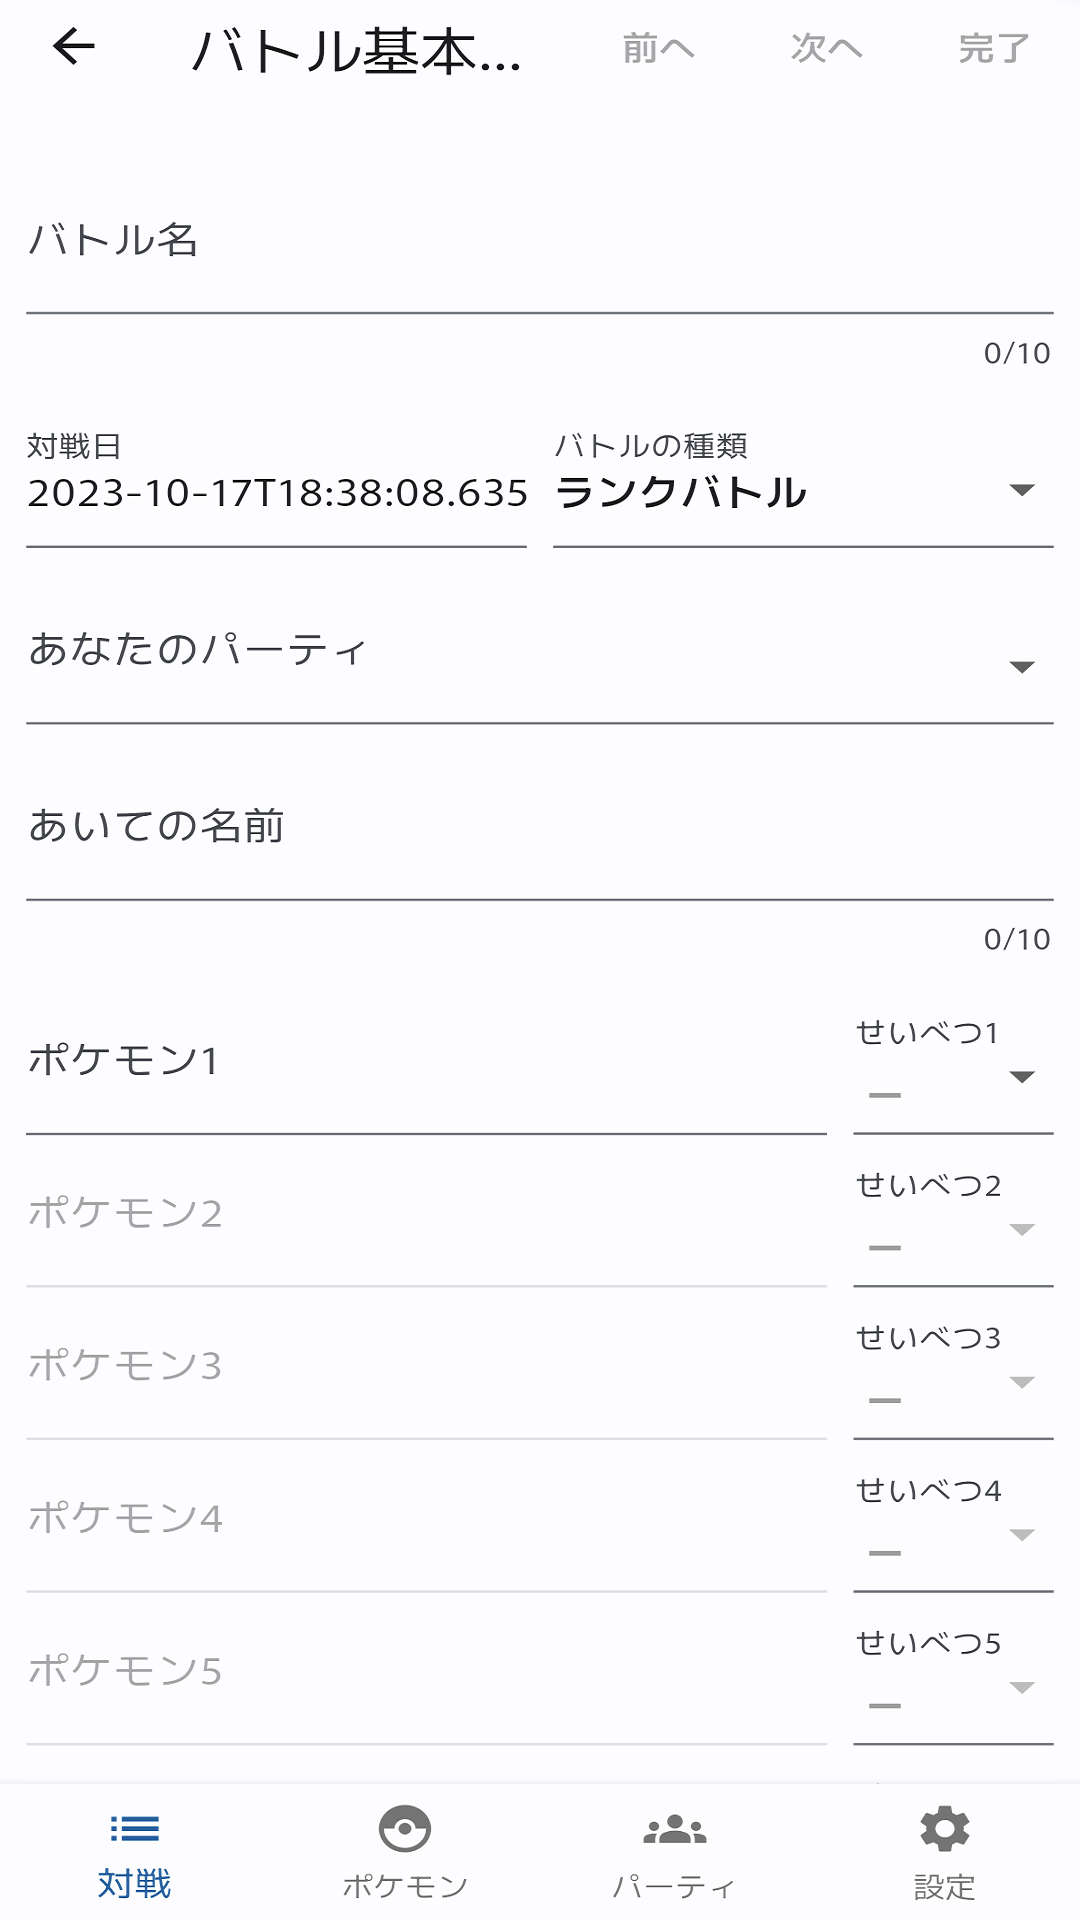 バトル基本... 前へ 次へ 完了
バトル名
0/10
対戦日 バトルの種類
2023-10-17T18:38:08.635 ランクバトル
あなたのパーティ
あいての名前
0/10
せいべつ1
ポケモン1
ー
せいべつ2
ポケモン2
ー
せいべつ3
ポケモン3
ー
せいべつ4
ポケモン4
ー
せいべつ5
ポケモン5
ー
対戦 ポケモン パーティ 設定